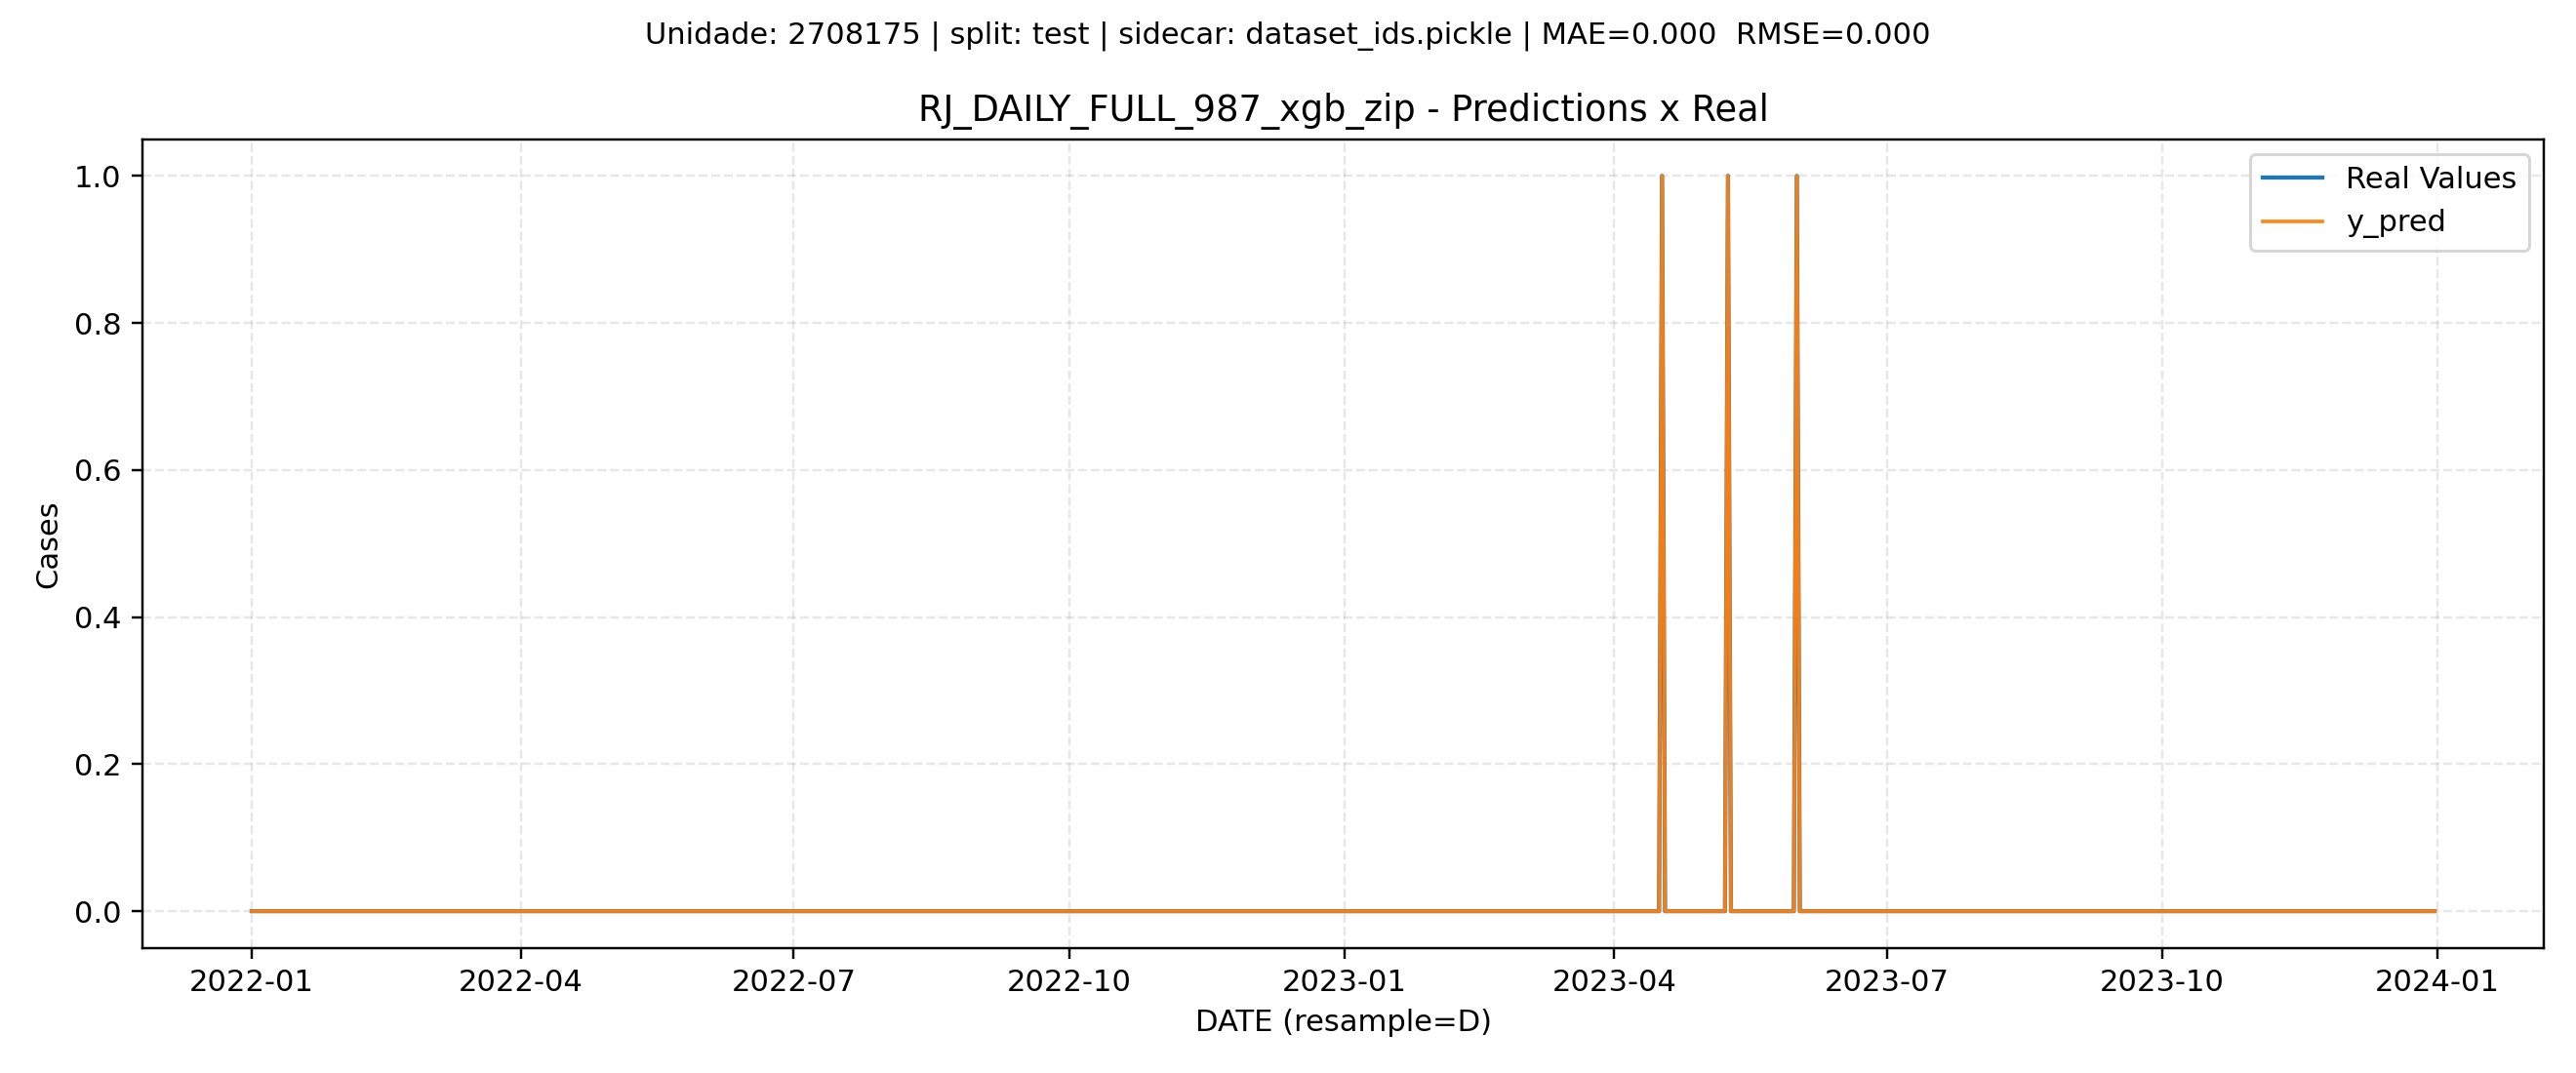 Unidade: 2708175 | split: test | sidecar: dataset_ids.pickle | MAE=0.000  RMSE=0.000
RJ_DAILY_FULL_987_xgb_zip - Predictions x Real
Real Values
y_pred
Cases
1.0
0.8
0.6
0.4
0.2
0.0
2022-01
2022-04
2022-07
2022-10
2023-01
2023-04
2023-07
2023-10
2024-01
DATE (resample=D)